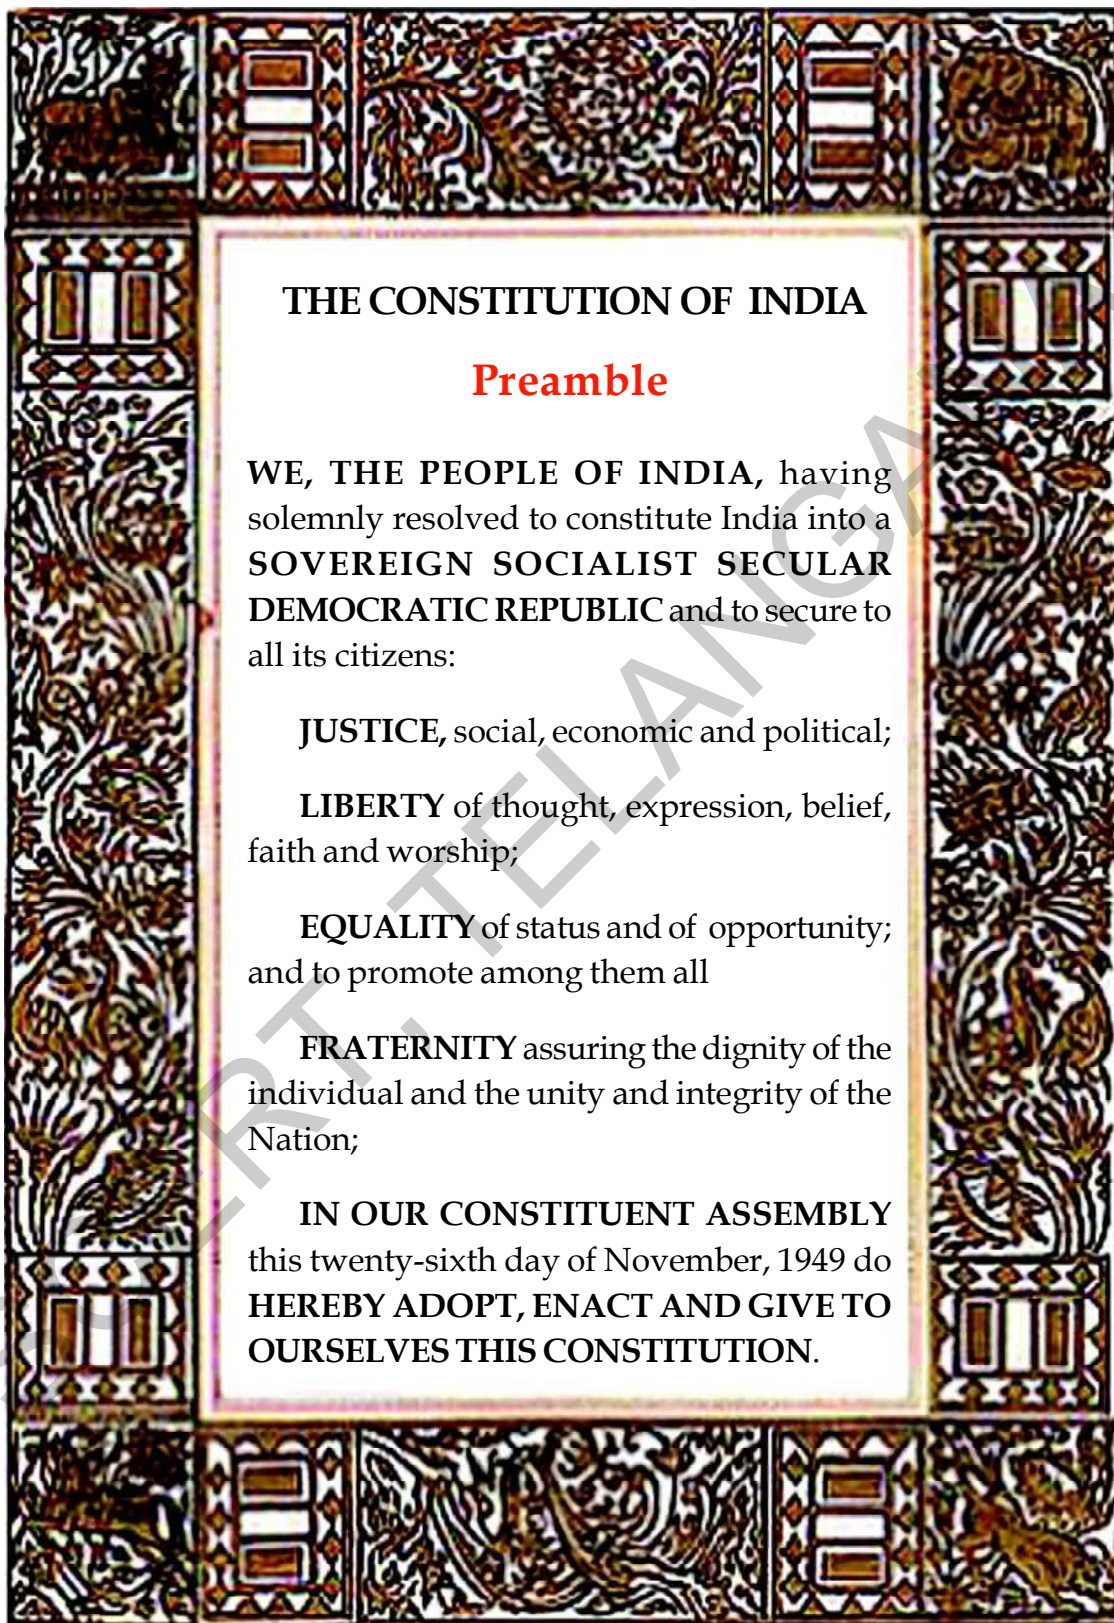 THE CONSTITUTION OF INDIA
Preamble
WE, THE PEOPLE OF INDIA, having
solemnly resolved to constitute India into a
SOVEREIGN SOCIALIST SECULAR
DEMOCRATIC REPUBLIC and to secure to
all its citizens:
JUSTICE, social, economic and political;
LIBERTY of thought, expression, belief,
faith and worship;
EQUALITY of status and of opportunity;
and to promote among them all
FRATERNITY assuring the dignity of the
individual and the unity and integrity of the
Nation;
IN OUR CONSTITUENT ASSEMBLY
this twenty-sixth day of November, 1949 do
HEREBY ADOPT, ENACT AND GIVE TO
OURSELVES THIS CONSTITUTION.